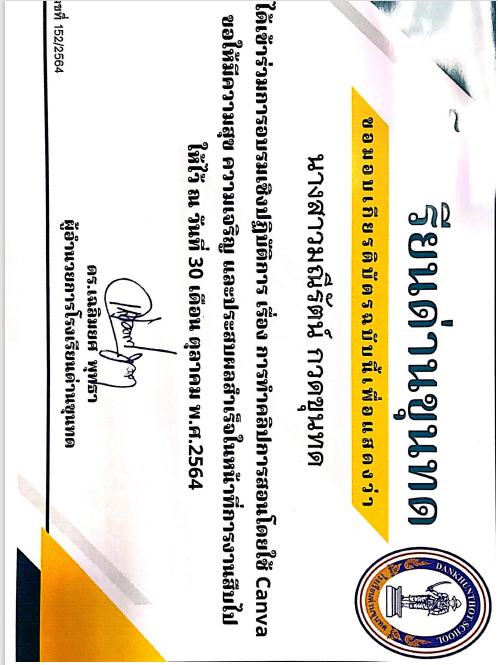 รียนด่านขุนทด
DANKHUNTHOT SCHOOL
ขอมอบเกียรติบัตรฉบับนี้เพื่อแสดงว่า
นางสาวมณีรัตน์ กวดขุนทด
ได้เข้าร่วมการอบรมเชิงปฏิบัติการ เรื่อง การทำคลิปการสอนโดยใช้ Canva
ขอให้มีความสุข ความเจริญ และประสบผลสำเร็จในหน้าที่การงานสืบไป
ให้ไว้ ณ วันที่ 30 เดือน ตุลาคม พ.ศ.2564
ดร.เฉลิมยศ พุทธา
ผู้อำนวยการโรงเรียนด่านขุนทด
ขที่ 152/2564